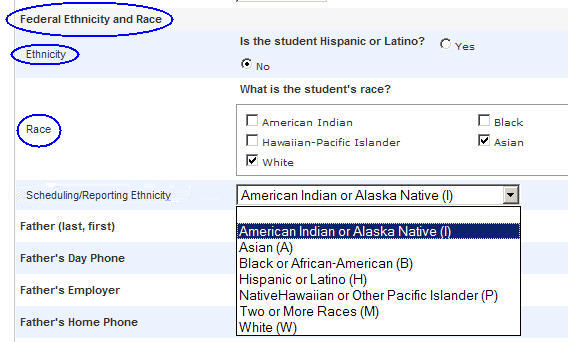 Federal Ethnicity and Race
Ethnicity
Is the student Hispanic or Latino? Yes
No
What is the student's race?
Race
American Indian Black
Hawaiian-Pacific Islander Asian
White
Scheduling/Reporting Ethnicity American Indian or Alaska Native (I)
Father (last, first)
Father's Day Phone
Father's Employer
Father's Home Phone
American Indian or Alaska Native (I)
Asian (A)
Black or African-American (B)
Hispanic or Latino (H)
NativeHawaiian or Other Pacific Islander (P)
Two or More Races (M)
White (W)